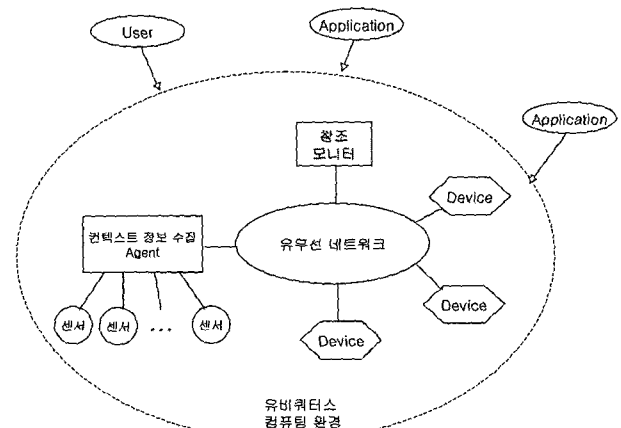 User
Application
Application
참조
모니터
Device
컨텍스트 정보 수집
Agent
유무선 네트워크
Device
센서
센서
...
센서
Device
유비쿼터스
컴퓨팅 환경